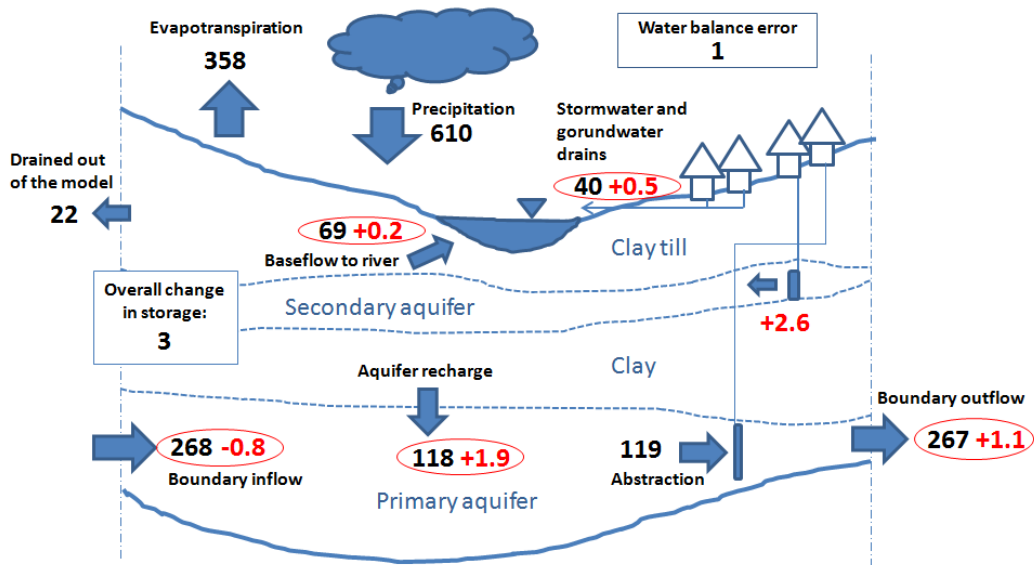 Evapotranspiration
358
Water balance error
1
Precipitation
610
Stormwater and
gorundwater
drains
40 +0.5
Drained out
of the model
22
69 +0.2
Baseflow to river
Clay till
Overall change
in storage:
3
Secondary aquifer
+2.6
Aquifer recharge
Clay
Boundary outflow
267 +1.1
268 -0.8
Boundary inflow
118 +1.9
119
Abstraction
Primary aquifer